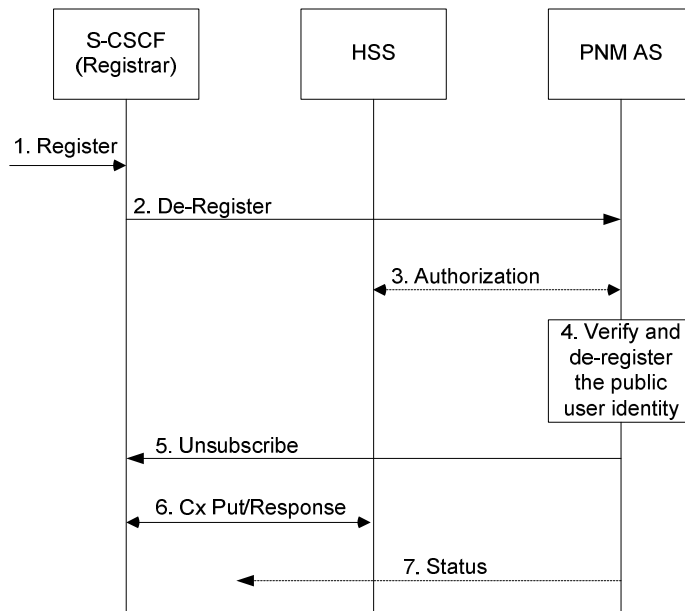 S-CSCF
(Registrar)
HSS
PNM AS
1. Register
2. De-Register
3. Authorization
4. Verify and
de-register
the public
user identity
5. Unsubscribe
6. Cx Put/Response
7. Status